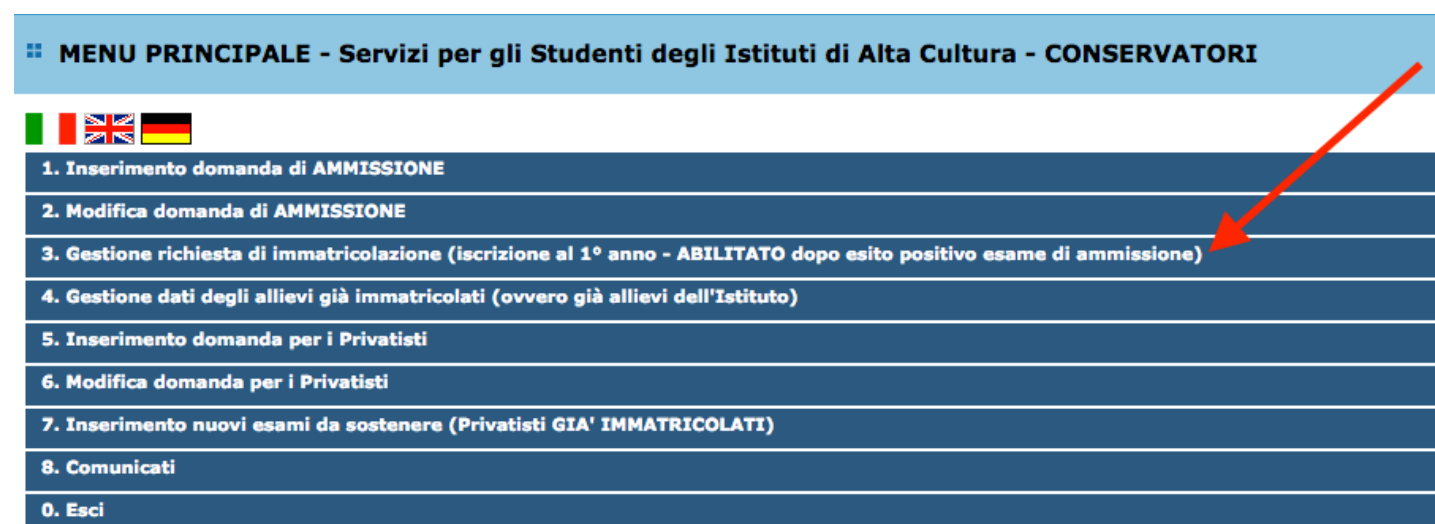 MENU PRINCIPALE - Servizi per gli Studenti degli Istituti di Alta Cultura - CONSERVATORI
1. Inserimento domanda di AMMISSIONE
2. Modifica domanda di AMMISSIONE
3. Gestione richiesta di immatricolazione (iscrizione al 1° anno - ABILITATO dopo esito positivo esame di ammissione)
4. Gestione dati degli allievi già immatricolati (ovvero già allievi dell'Istituto)
5. Inserimento domanda per i Privatisti
6. Modifica domanda per i Privatisti
7. Inserimento nuovi esami da sostenere (Privatisti GIA' IMMATRICOLATI)
8. Comunicati
0. Esci